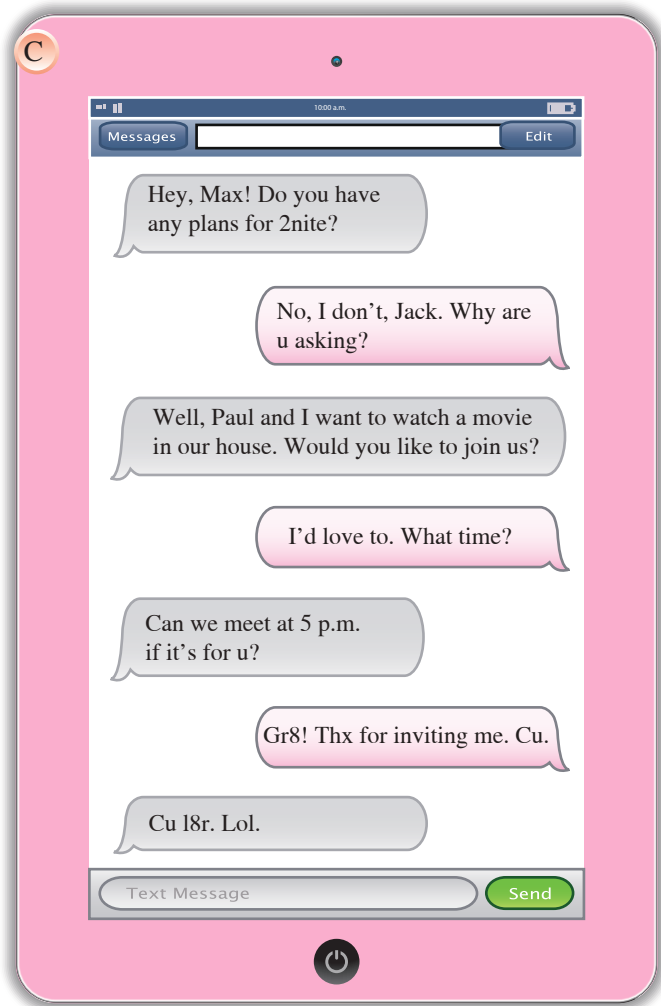 C
10:00 a.m.
Messages
Edit
Hey, Max! Do you have
any plans for 2nite?
No, I don’t, Jack. Why are
u asking?
Well, Paul and I want to watch a movie
in our house. Would you like to join us?
I’d love to. What time?
Can we meet at 5 p.m.
if it’s for u?
Gr8! Thx for inviting me. Cu.
Cu l8r. Lol.
Text Message
Send